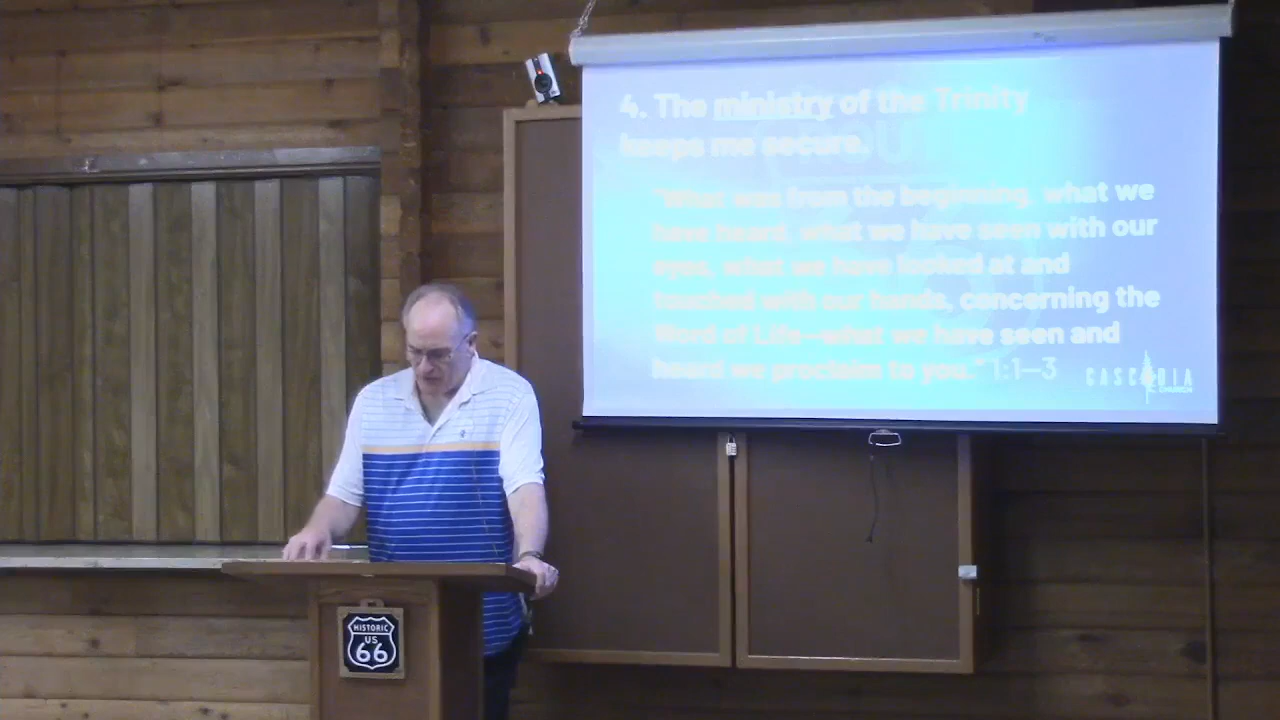 4. The ministry of the Trinity
keeps me secure.
"What was from the beginning, what we
have heard, what we have seen with our
eyes, what we have looked at and
touched with our hands, concerning the
Word of Life—what we have seen and
heard we proclaim to you." 1:1–3
CASCADIA
CHURCH
HISTORIC
US
66